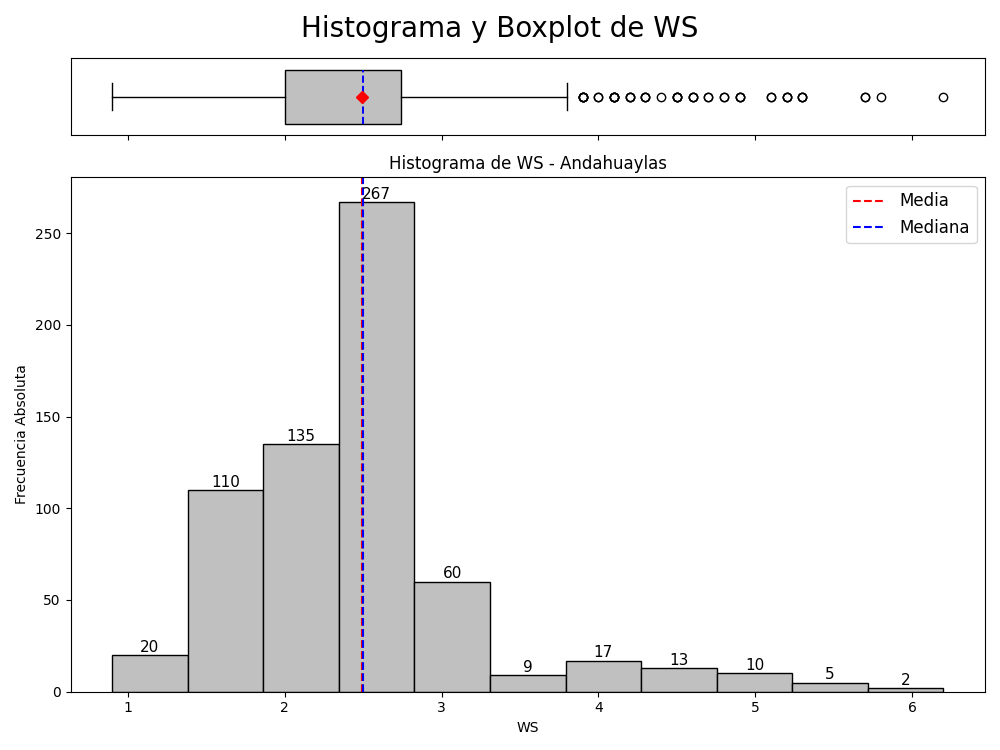 Histograma y Boxplot de WS
Histograma de WS - Andahuaylas
267
Media
Mediana
250
200
150
135
110
100
60
50
20
9
17
13
10
5
2
0
Frecuencia Absoluta
1 2 3 4 5 6
WS